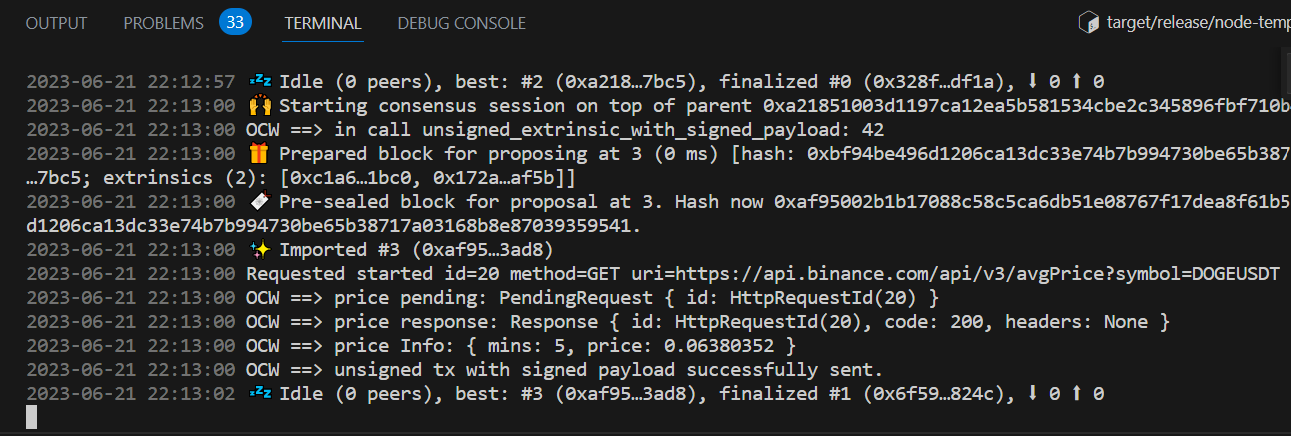 OUTPUT PROBLEMS 33 TERMINAL DEBUG CONSOLE target/release/node-temp
2023-06-21 22:12:57 💤 Idle (0 peers), best: #2 (0xa218…7bc5), finalized #0 (0x328f…df1a), ⬇ 0 ⬆ 0
2023-06-21 22:13:00 🙌 Starting consensus session on top of parent 0xa21851003d1197ca12ea5b581534cbe2c345896fbf710b
2023-06-21 22:13:00 OCW ==> in call unsigned_extrinsic_with_signed_payload: 42
2023-06-21 22:13:00 🎁 Prepared block for proposing at 3 (0 ms) [hash: 0xbf94be496d1206ca13dc33e74b7b994730be65b387
…7bc5; extrinsics (2): [0xc1a6…1bc0, 0x172a…af5b]]
2023-06-21 22:13:00 🔖 Pre-sealed block for proposal at 3. Hash now 0xaf95002b1b17088c58c5ca6db51e08767f17dea8f61b5
d1206ca13dc33e74b7b994730be65b38717a03168b8e87039359541.
2023-06-21 22:13:00 ✨ Imported #3 (0xaf95…3ad8)
2023-06-21 22:13:00 Requested started id=20 method=GET uri=https://api.binance.com/api/v3/avgPrice?symbol=DOGEUSDT
2023-06-21 22:13:00 OCW ==> price pending: PendingRequest { id: HttpRequestId(20) }
2023-06-21 22:13:00 OCW ==> price response: Response { id: HttpRequestId(20), code: 200, headers: None }
2023-06-21 22:13:00 OCW ==> price Info: { mins: 5, price: 0.06380352 }
2023-06-21 22:13:00 OCW ==> unsigned tx with signed payload successfully sent.
2023-06-21 22:13:02 💤 Idle (0 peers), best: #3 (0xaf95…3ad8), finalized #1 (0x6f59…824c), ⬇ 0 ⬆ 0